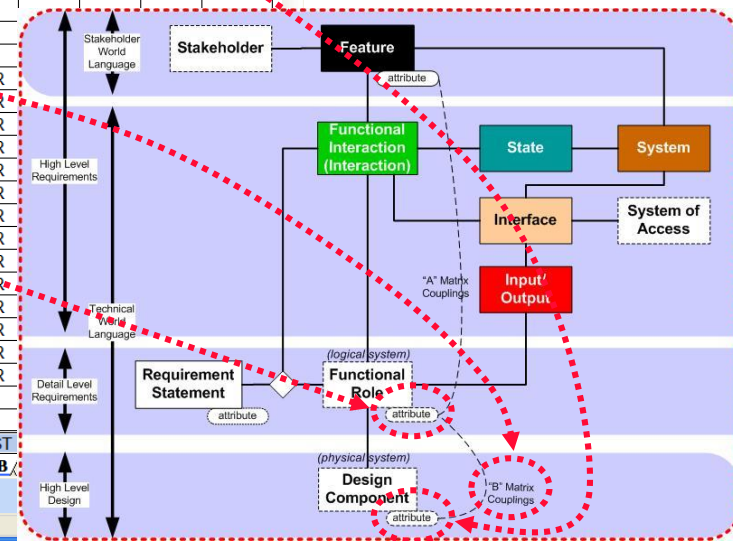 Stakeholder
World
Language
Stakeholder
Feature
attribute
Functional
Interaction
(Interaction)
State
System
High Level
Requirements
Interface
System of
Access
"A" Matrix
Couplings
Input/
Output
Technical
World
Language
(logical system)
Requirement
Statement
Functional
Role
Detail Level
Requirements
attribute
attribute
(physical system)
Design
Component
High Level
Design
"B" Matrix
Couplings
attribute
R
R
R
R
R
R
R
R
R
R
R
R
R
ST
B